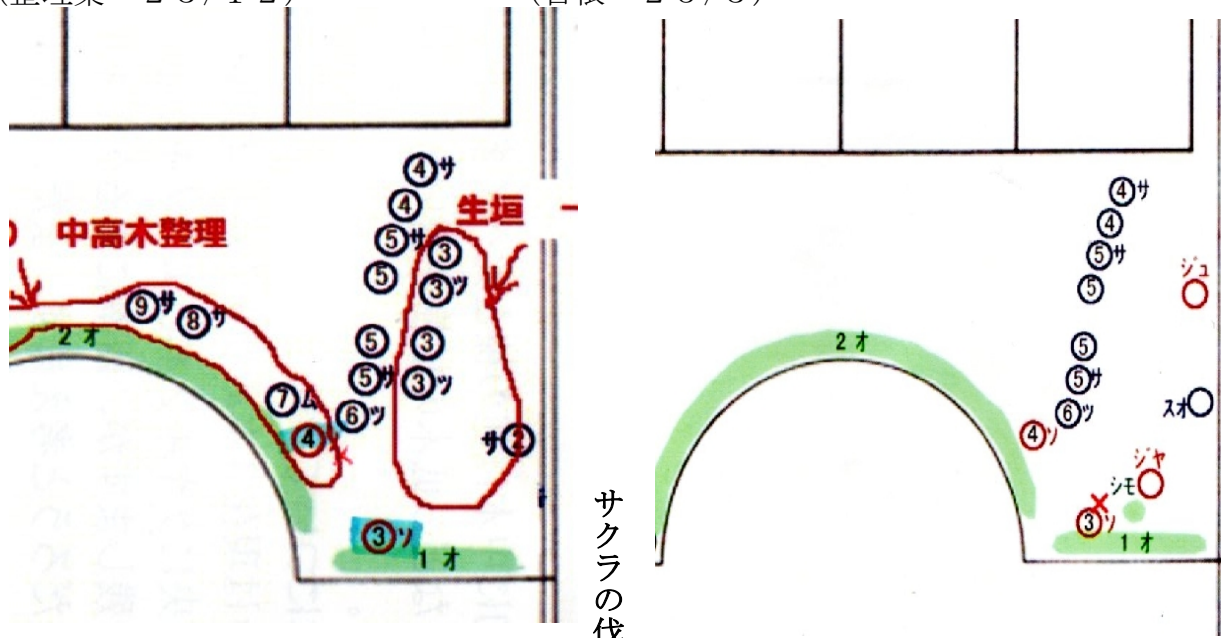 ④サ
④
生垣
中高木整理
⑤サ
③
⑤
③ツ
⑨サ
⑧サ
2オ
⑤
③
⑤サ
③ツ
⑦ム
⑥ツ
④
サ②
③ソ
1オ
サクラの
④サ
④
⑤サ
⑤
ジュ
2オ
⑤
⑤サ
⑥ツ
スオ
④ソ
ジャ
シモ
③ソ
1オ